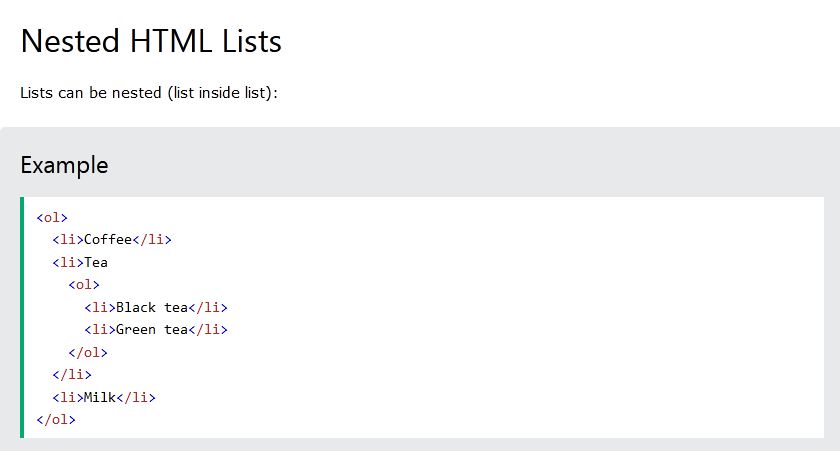 Nested HTML Lists
Lists can be nested (list inside list):
Example
<ol>
  <li>Coffee</li>
  <li>Tea
    <ol>
      <li>Black tea</li>
      <li>Green tea</li>
    </ol>
  </li>
  <li>Milk</li>
</ol>